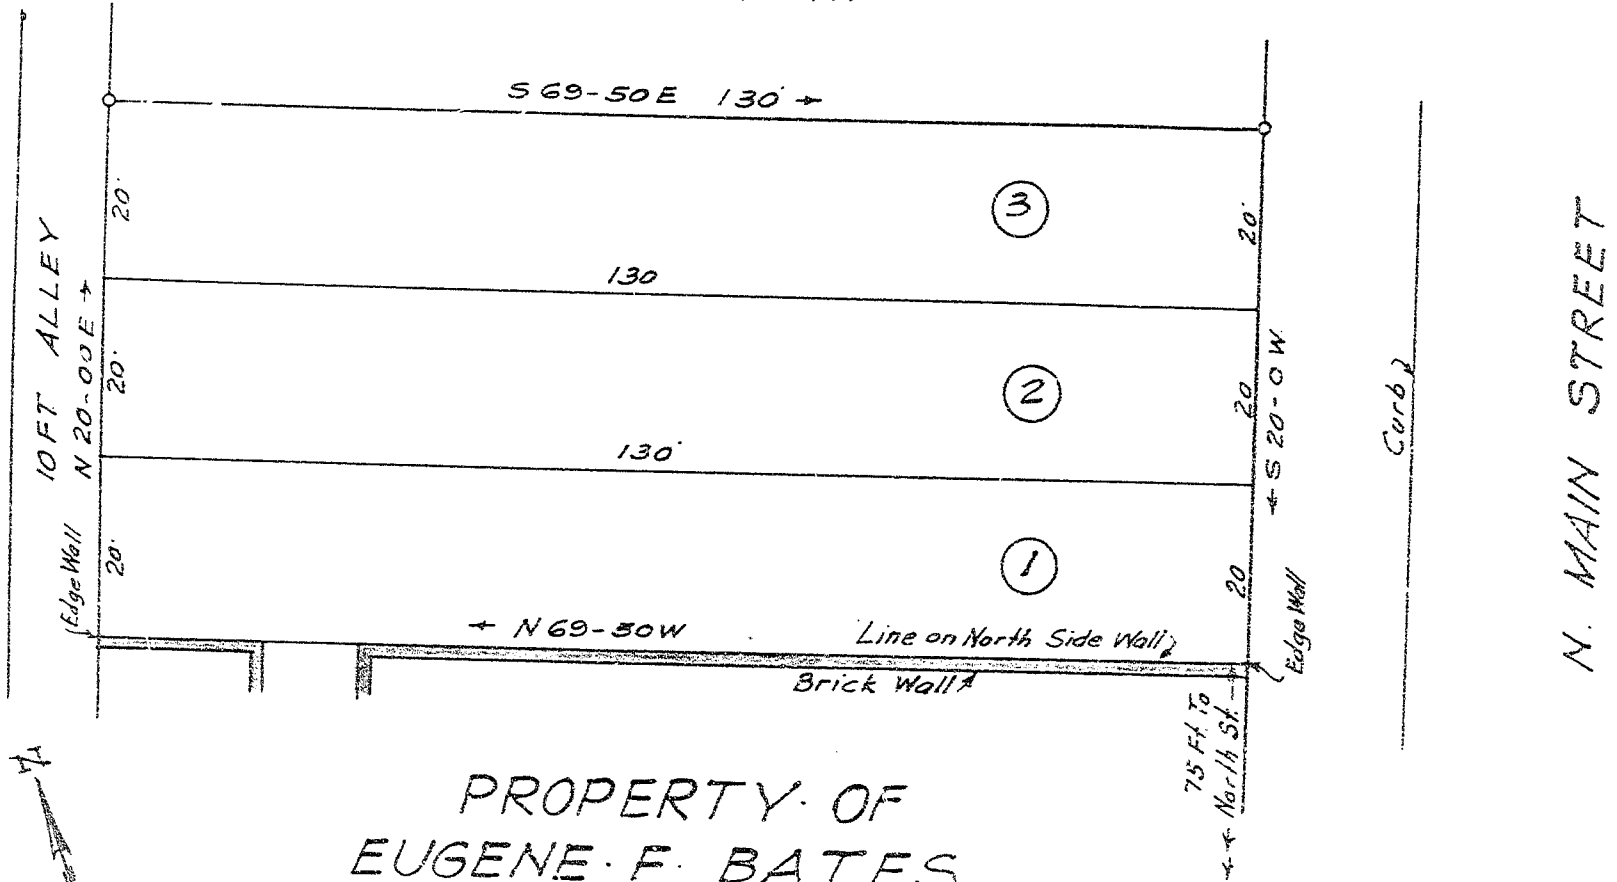 S 69-50 E 130' →
3
20'
20'
10 FT ALLEY
N 20-00 E →
130
2
20'
20
← S 20-0 W
Curb
N. MAIN STREET
130'
1
20'
20
Edge Wall
Edge Wall
← N 69-50 W
Line on North Side Wall
Brick Wall
75 Ft. To
← North St.
PROPERTY. OF
EUGENE. F. BATES